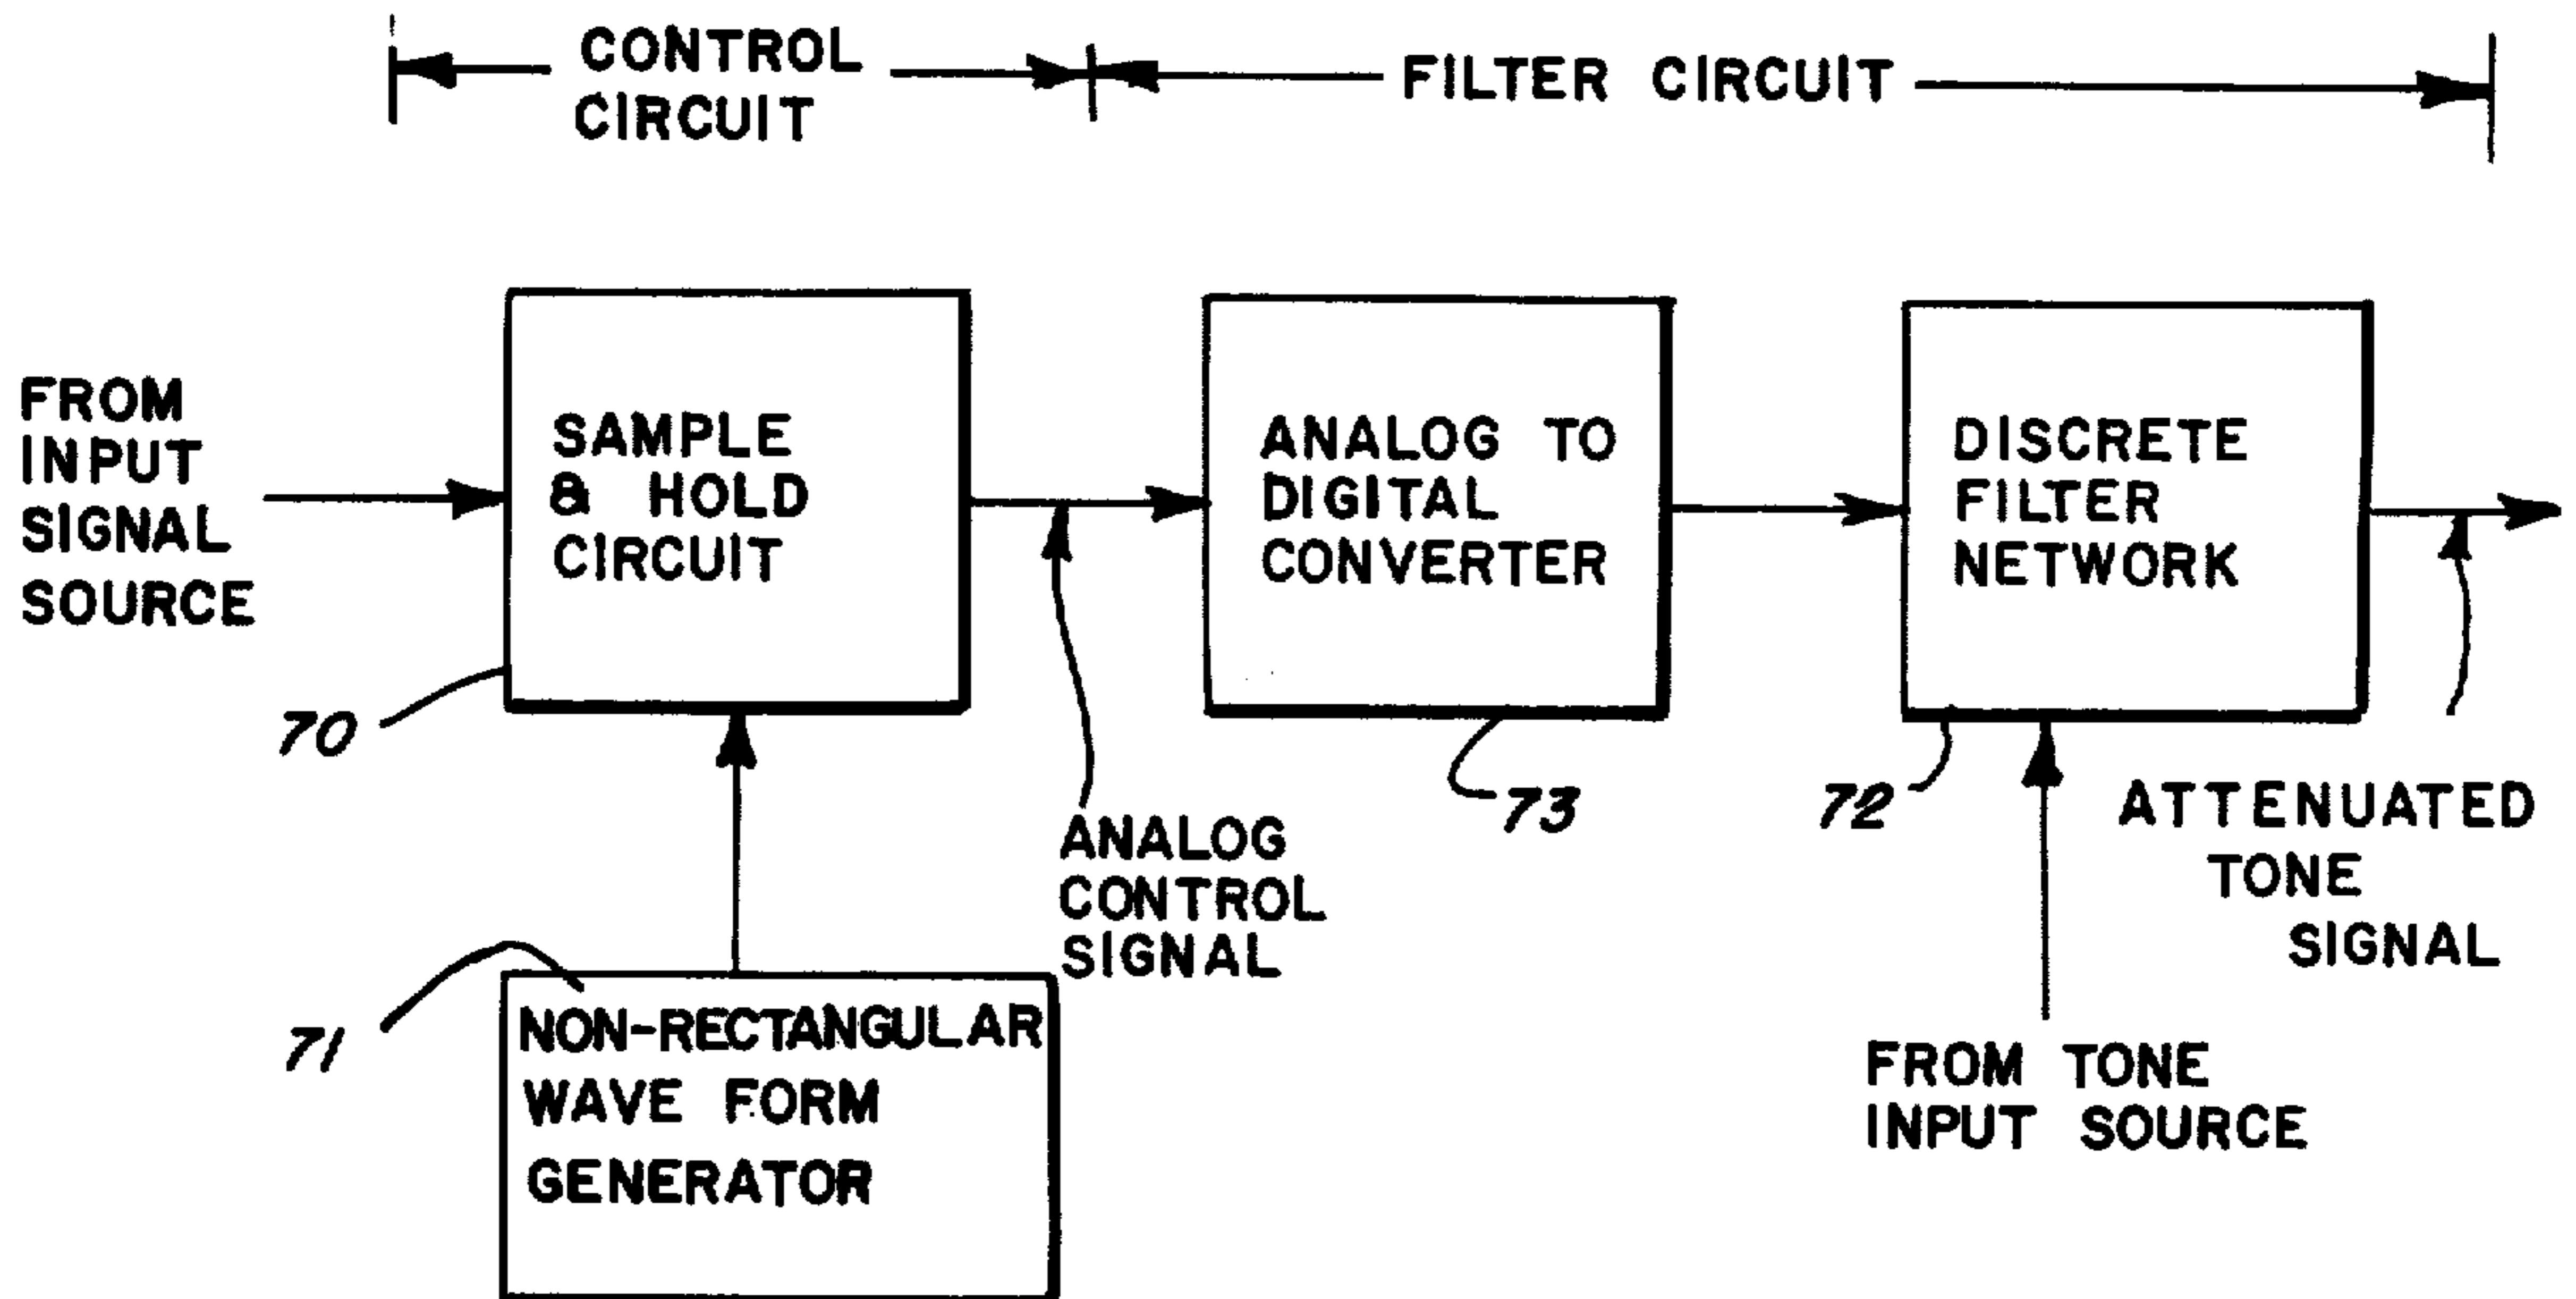 CONTROL
CIRCUIT
FILTER CIRCUIT
FROM
INPUT
SIGNAL
SOURCE
SAMPLE
& HOLD
CIRCUIT
ANALOG TO
DIGITAL
CONVERTER
DISCRETE
FILTER
NETWORK
70
73
72
ANALOG
CONTROL
SIGNAL
ATTENUATED
TONE
SIGNAL
71
NON-RECTANGULAR
WAVE FORM
GENERATOR
FROM TONE
INPUT SOURCE